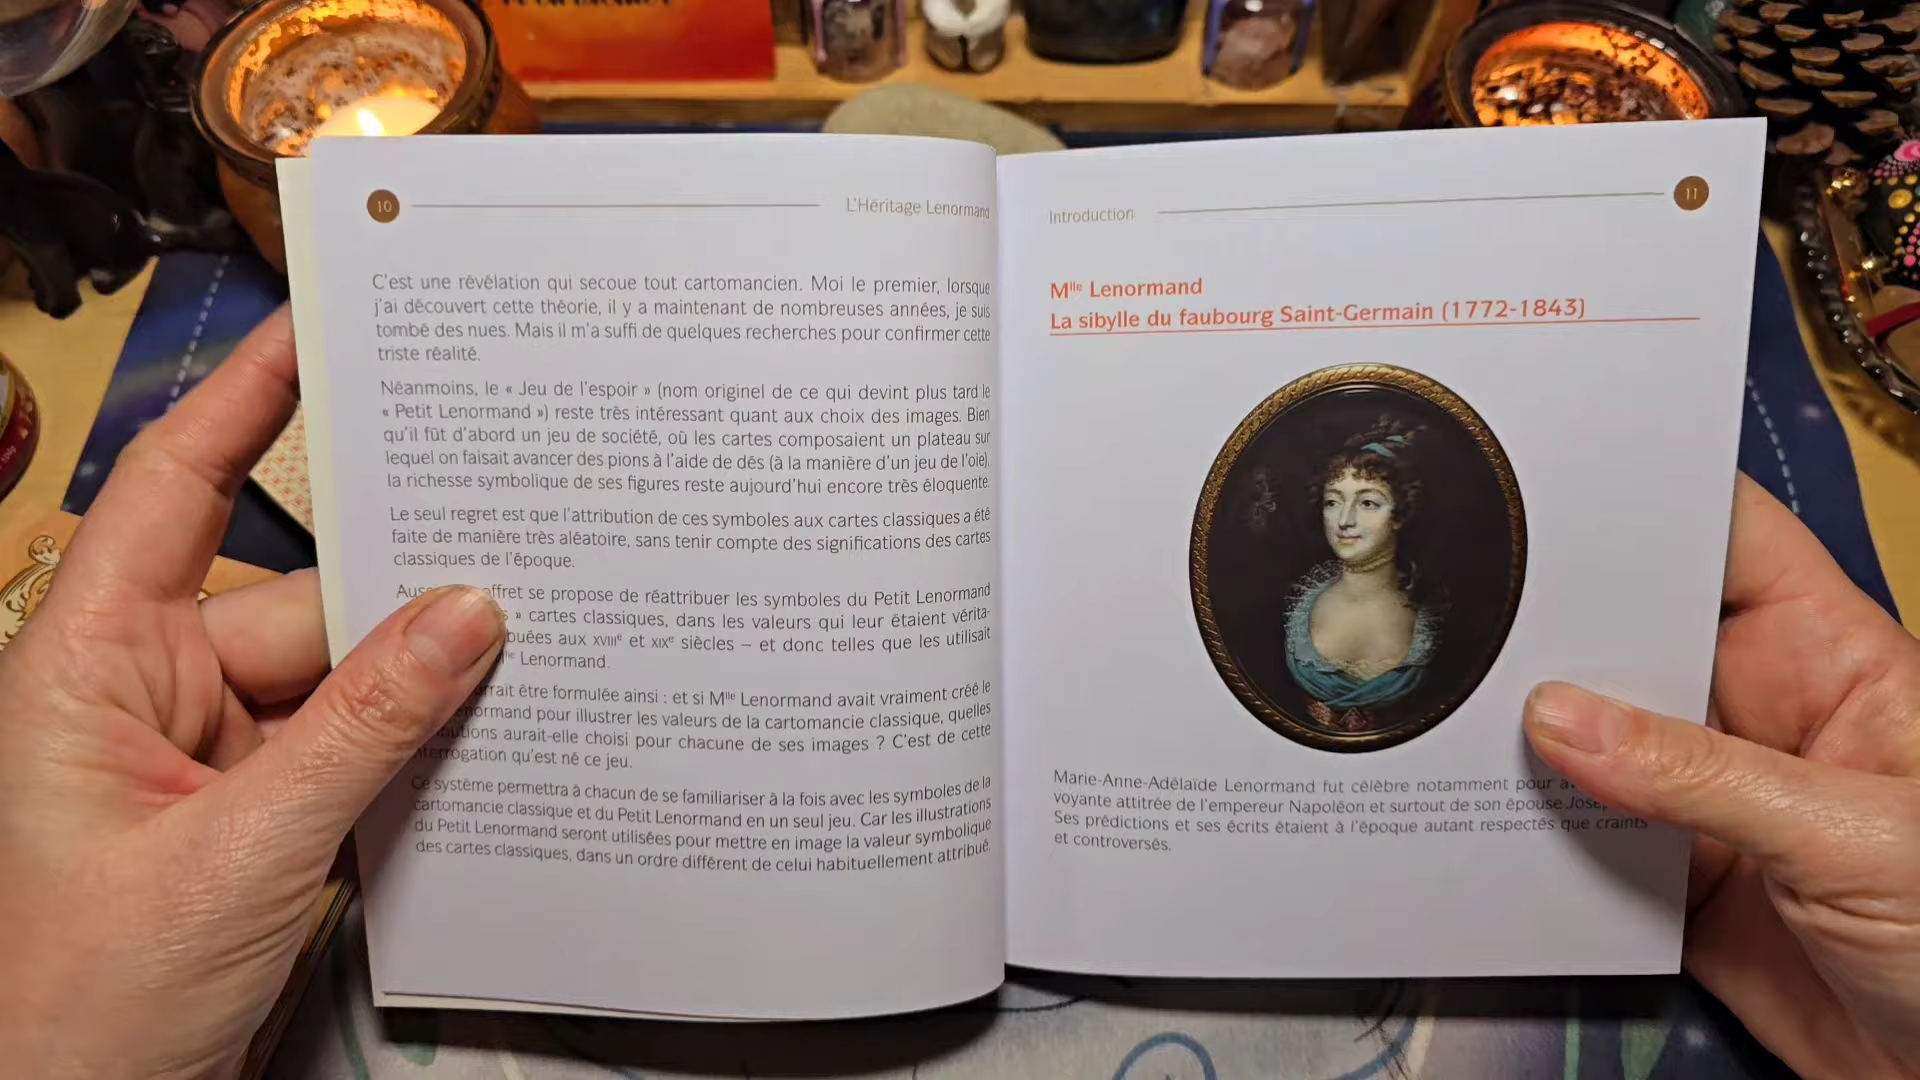 10
L'Héritage Lenormand
C'est une révélation qui secoue tout cartomancien. Moi le premier, lorsque
j'ai découvert cette théorie, il y a maintenant de nombreuses années, je suis
tombé des nues. Mais il m'a suffi de quelques recherches pour confirmer cette
triste réalité.
Néanmoins, le « Jeu de l'espoir » (nom originel de ce qui devint plus tard le
« Petit Lenormand ») reste très intéressant quant aux choix des images. Bien
qu'il fût d'abord un jeu de société, où les cartes composaient un plateau sur
lequel on faisait avancer des pions à l'aide de dés (à la manière d'un jeu de l'oie),
la richesse symbolique de ses figures reste aujourd'hui encore très éloquente.
Le seul regret est que l'attribution de ces symboles aux cartes classiques a été
faite de manière très aléatoire, sans tenir compte des significations des cartes
classiques de l'époque.
se propose de réattribuer les symboles du Petit Lenormand
» cartes classiques, dans les valeurs qui leur étaient vérita-
aux XVIIIe et XIXe siècles – et donc telles que les utilisait
Lenormand.
être formulée ainsi : et si Mlle Lenormand avait vraiment créé le
pour illustrer les valeurs de la cartomancie classique, quelles
aurait-elle choisi pour chacune de ses images ? C'est de cette
interrogation qu'est né ce jeu.
Ce système permettra à chacun de se familiariser à la fois avec les symboles de la
cartomancie classique et du Petit Lenormand en un seul jeu. Car les illustrations
du Petit Lenormand seront utilisées pour mettre en image la valeur symbolique
des cartes classiques, dans un ordre différent de celui habituellement attribué.
Introduction
11
Mlle Lenormand
La sibylle du faubourg Saint-Germain (1772-1843)
Marie-Anne-Adélaïde Lenormand fut célèbre notamment pour
voyante attitrée de l'empereur Napoléon et surtout de son épouse
Ses prédictions et ses écrits étaient à l'époque autant respectés que craints
et controversés.